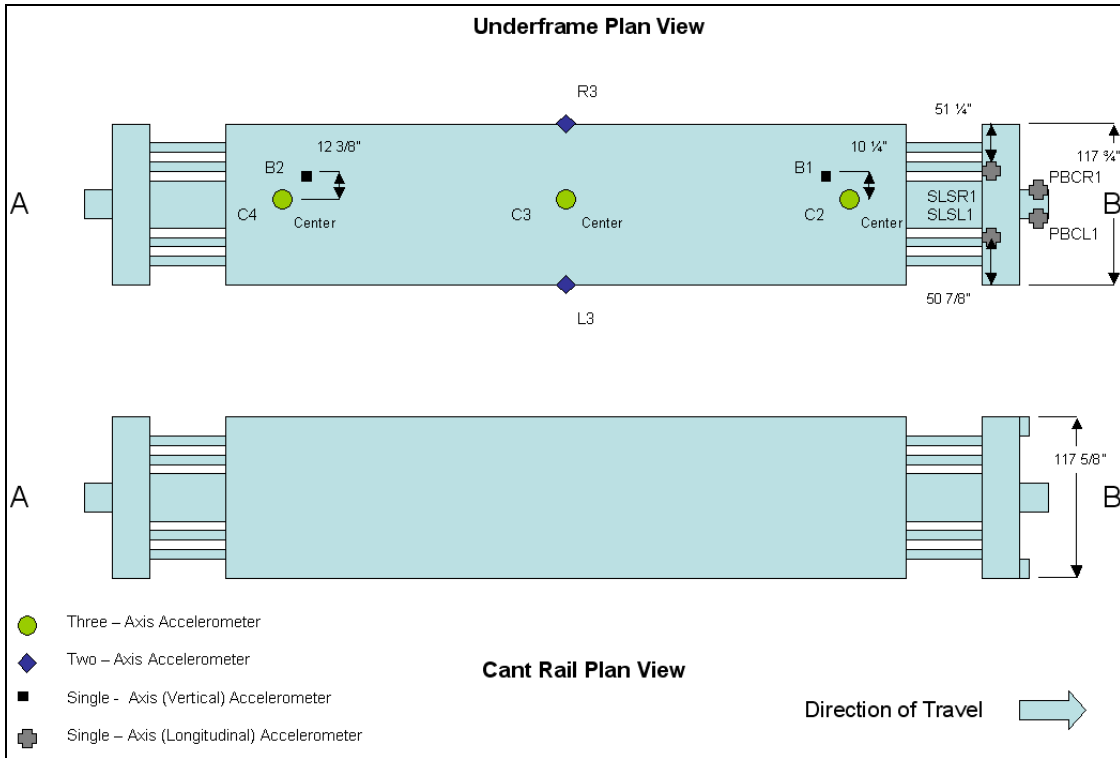 Underframe Plan View
R3
51 ¼"
12 3/8"
10 ¼"
117 ¾"
B2
B1
PBCR1
A
SLSR1
B
C4
Center
C3
Center
C2
Center
SLSL1
PBCL1
50 7/8"
L3
117 5/8"
A
B
Three – Axis Accelerometer
Two – Axis Accelerometer
Cant Rail Plan View
Single - Axis (Vertical) Accelerometer
Direction of Travel
Single – Axis (Longitudinal) Accelerometer